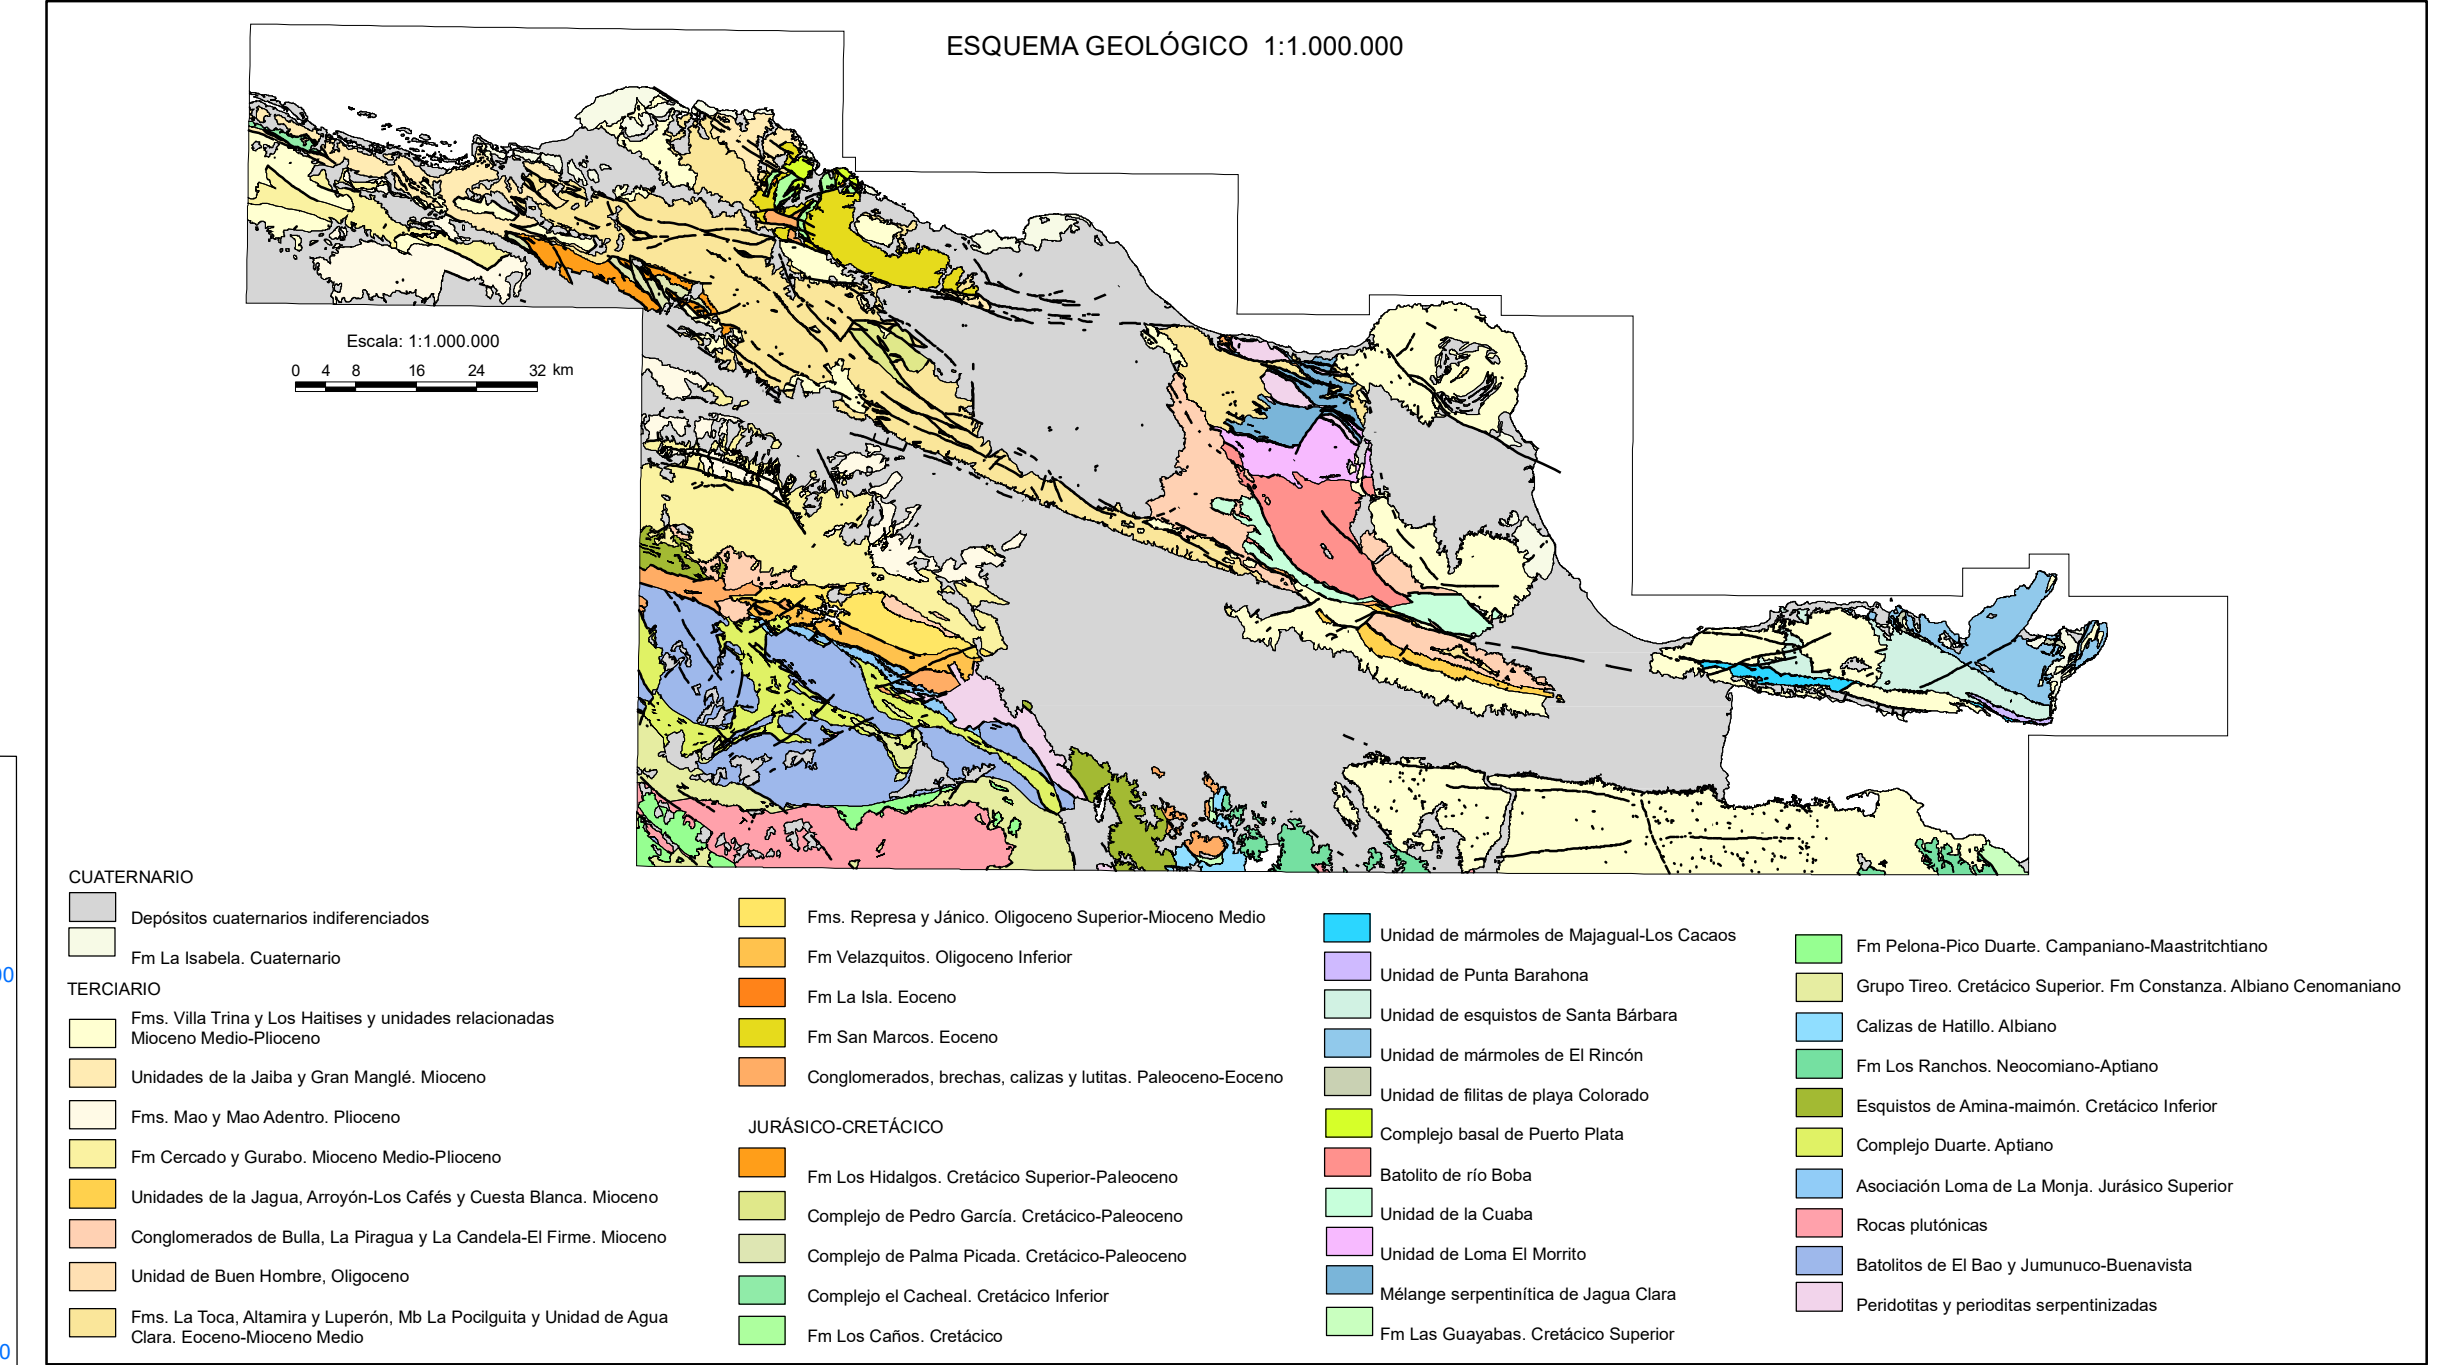 ESQUEMA GEOLÓGICO 1:1.000.000
Escala: 1:1.000.000
0 4 8 16 24 32 km
CUATERNARIO
Depósitos cuaternarios indiferenciados
Fm La Isabela. Cuaternario
TERCIARIO
Fms. Villa Trina y Los Haitises y unidades relacionadas
Mioceno Medio-Plioceno
Unidades de la Jaiba y Gran Manglé. Mioceno
Fms. Mao y Mao Adentro. Plioceno
Fm Cercado y Gurabo. Mioceno Medio-Plioceno
Unidades de la Jagua, Arroyón-Los Cafés y Cuesta Blanca. Mioceno
Conglomerados de Bulla, La Piragua y La Candela-El Firme. Mioceno
Unidad de Buen Hombre, Oligoceno
Fms. La Toca, Altamira y Luperón, Mb La Pocilguita y Unidad de Agua
Clara. Eoceno-Mioceno Medio
Fms. Represa y Jánico. Oligoceno Superior-Mioceno Medio
Fm Velazquitos. Oligoceno Inferior
Fm La Isla. Eoceno
Fm San Marcos. Eoceno
Conglomerados, brechas, calizas y lutitas. Paleoceno-Eoceno
JURÁSICO-CRETÁCICO
Fm Los Hidalgos. Cretácico Superior-Paleoceno
Complejo de Pedro García. Cretácico-Paleoceno
Complejo de Palma Picada. Cretácico-Paleoceno
Complejo el Cacheal. Cretácico Inferior
Fm Los Caños. Cretácico
Unidad de mármoles de Majagual-Los Cacaos
Unidad de Punta Barahona
Unidad de esquistos de Santa Bárbara
Unidad de mármoles de El Rincón
Unidad de filitas de playa Colorado
Complejo basal de Puerto Plata
Batolito de río Boba
Unidad de la Cuaba
Unidad de Loma El Morrito
Mélange serpentinítica de Jagua Clara
Fm Las Guayabas. Cretácico Superior
Fm Pelona-Pico Duarte. Campaniano-Maastritchtiano
Grupo Tireo. Cretácico Superior. Fm Constanza. Albiano Cenomaniano
Calizas de Hatillo. Albiano
Fm Los Ranchos. Neocomiano-Aptiano
Esquistos de Amina-maimón. Cretácico Inferior
Complejo Duarte. Aptiano
Asociación Loma de La Monja. Jurásico Superior
Rocas plutónicas
Batolitos de El Bao y Jumunuco-Buenavista
Peridotitas y perioditas serpentinizadas
00
0